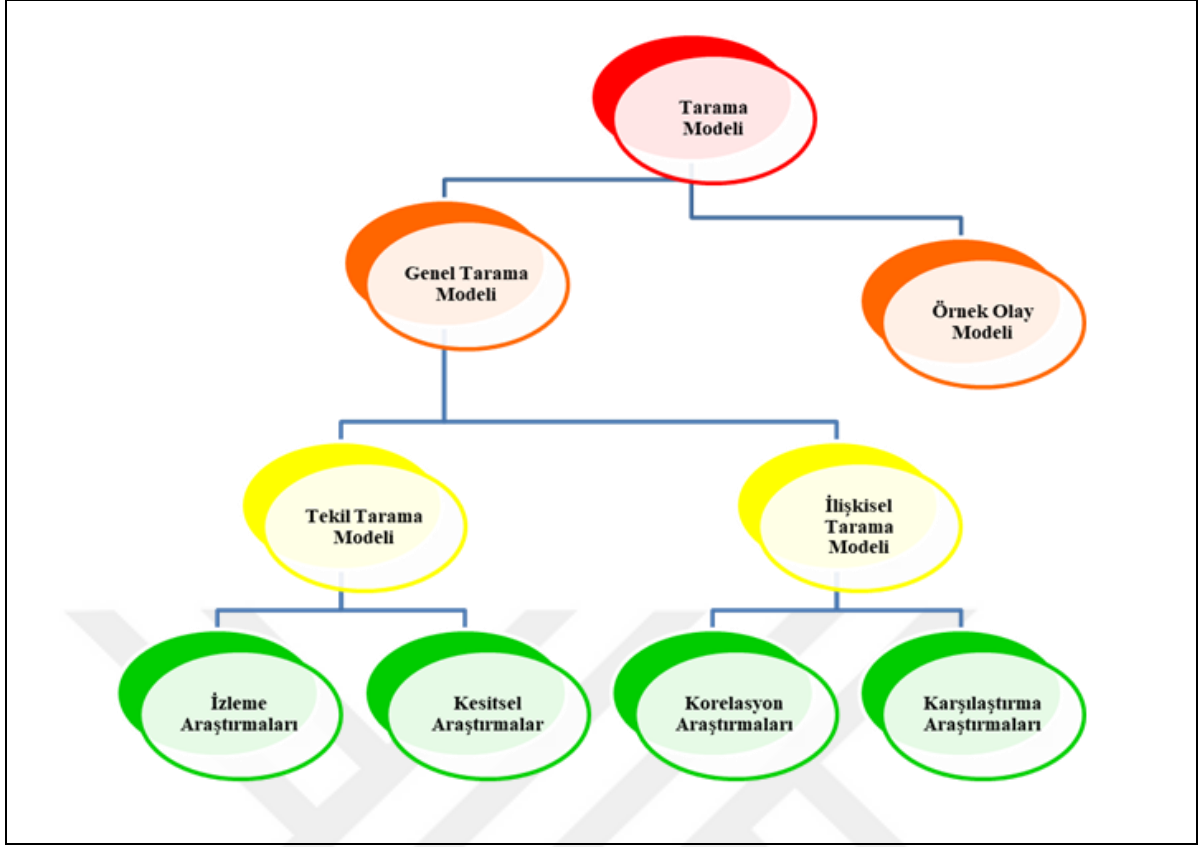 Tarama
Modeli
Genel Tarama
Modeli
Örnek Olay
Modeli
Tekil Tarama
Modeli
İlişkisel
Tarama
Modeli
İzleme
Araştırmaları
Kesitsel
Araştırmalar
Korelasyon
Araştırmaları
Karşılaştırma
Araştırmaları